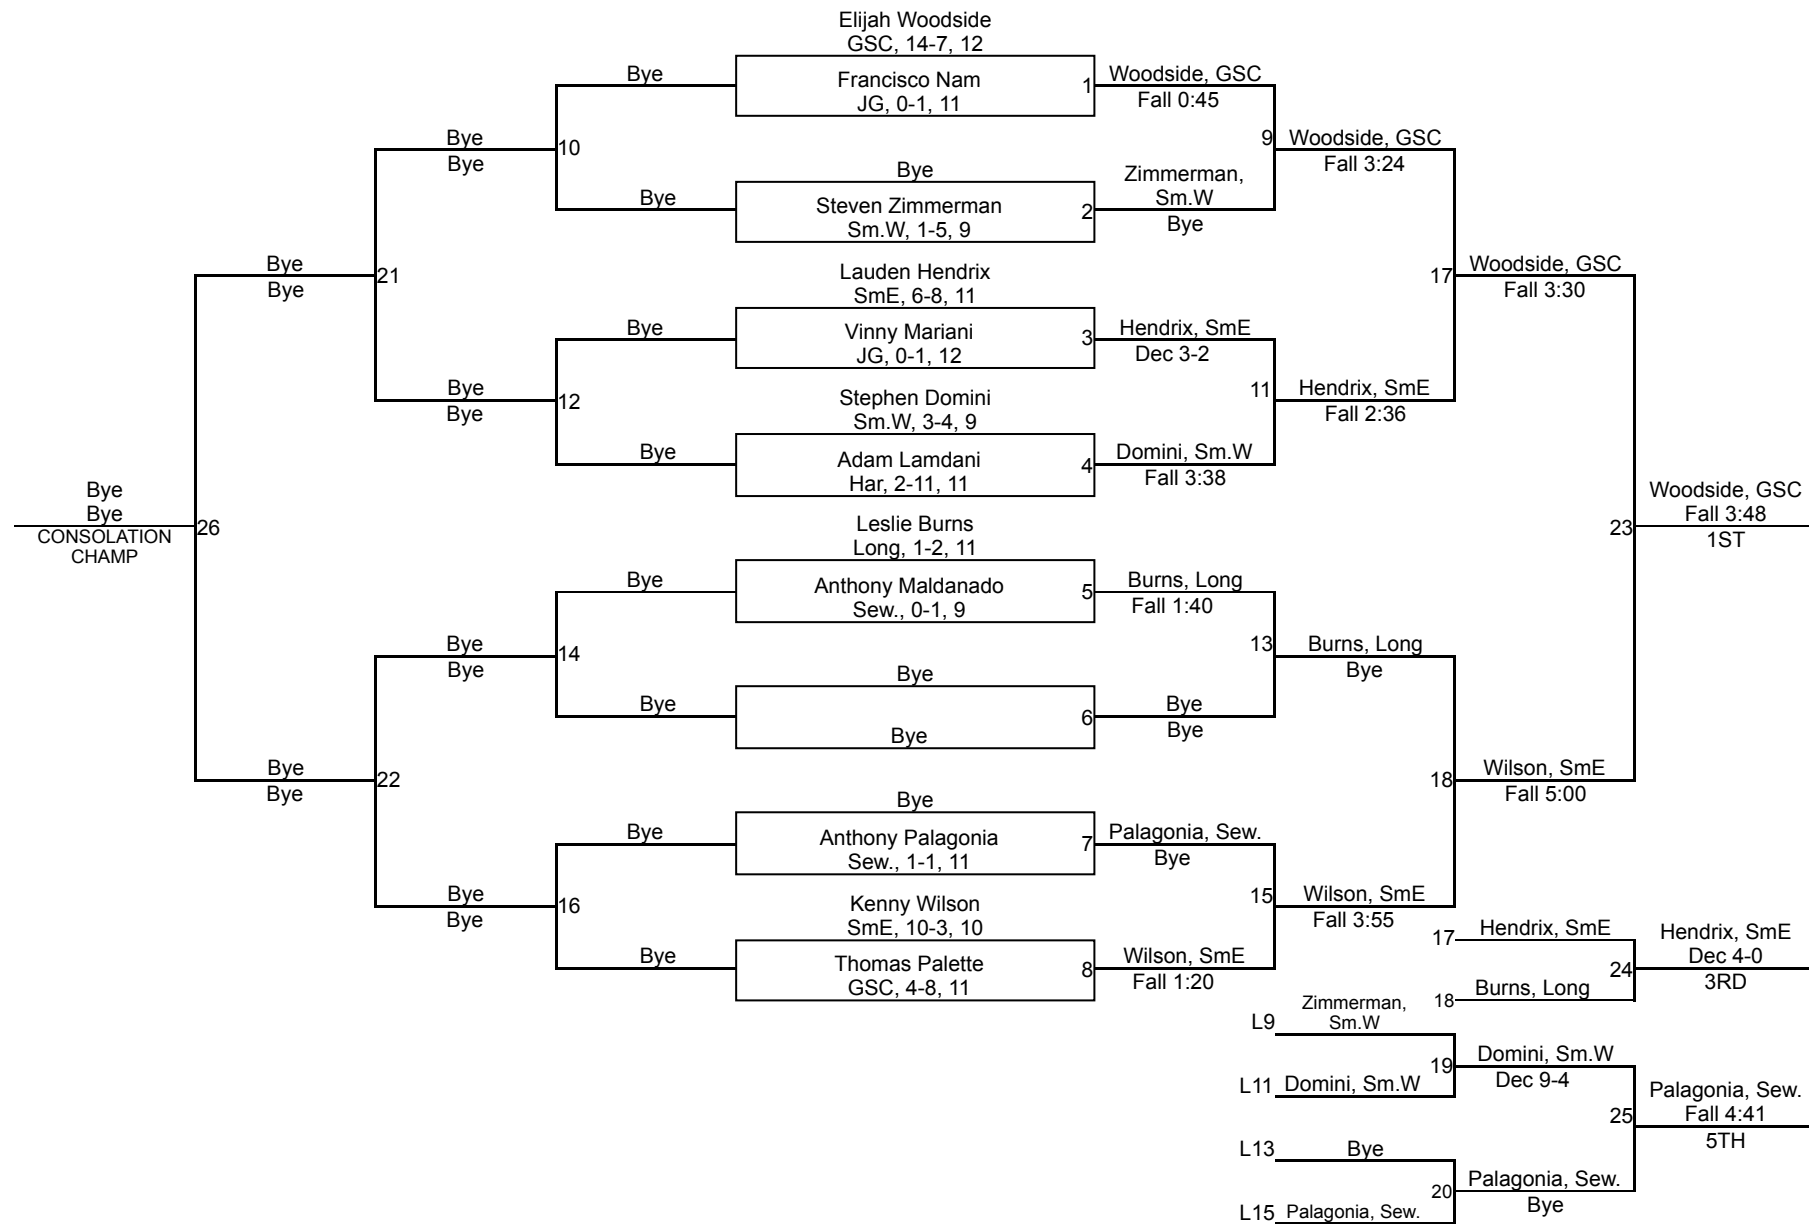 Elijah Woodside
GSC, 14-7, 12
Bye
Francisco Nam
JG, 0-1, 11
1
Woodside, GSC
Fall 0:45
Bye
Bye
10
9
Woodside, GSC
Fall 3:24
Bye
Bye
Steven Zimmerman
Sm.W, 1-5, 9
2
Zimmerman,
Sm.W
Bye
Bye
Bye
21
Lauden Hendrix
SmE, 6-8, 11
17
Woodside, GSC
Fall 3:30
Bye
Vinny Mariani
JG, 0-1, 12
3
Hendrix, SmE
Dec 3-2
Bye
Bye
12
Stephen Domini
Sm.W, 3-4, 9
11
Hendrix, SmE
Fall 2:36
Bye
Adam Lamdani
Har, 2-11, 11
4
Domini, Sm.W
Fall 3:38
Bye
Bye
CONSOLATION
CHAMP
26
Leslie Burns
Long, 1-2, 11
23
Woodside, GSC
Fall 3:48
1ST
Bye
Anthony Maldanado
Sew., 0-1, 9
5
Burns, Long
Fall 1:40
Bye
Bye
14
13
Burns, Long
Bye
Bye
Bye
Bye
6
Bye
Bye
Bye
Bye
22
18
Wilson, SmE
Fall 5:00
Bye
Bye
Anthony Palagonia
Sew., 1-1, 11
7
Palagonia, Sew.
Bye
Bye
Bye
16
Kenny Wilson
SmE, 10-3, 10
15
Wilson, SmE
Fall 3:55
Bye
Thomas Palette
GSC, 4-8, 11
8
Wilson, SmE
Fall 1:20
17
Hendrix, SmE
18
Burns, Long
24
Hendrix, SmE
Dec 4-0
3RD
L9
Zimmerman,
Sm.W
L11
Domini, Sm.W
19
Domini, Sm.W
Dec 9-4
25
Palagonia, Sew.
Fall 4:41
5TH
L13
Bye
L15
Palagonia, Sew.
20
Palagonia, Sew.
Bye